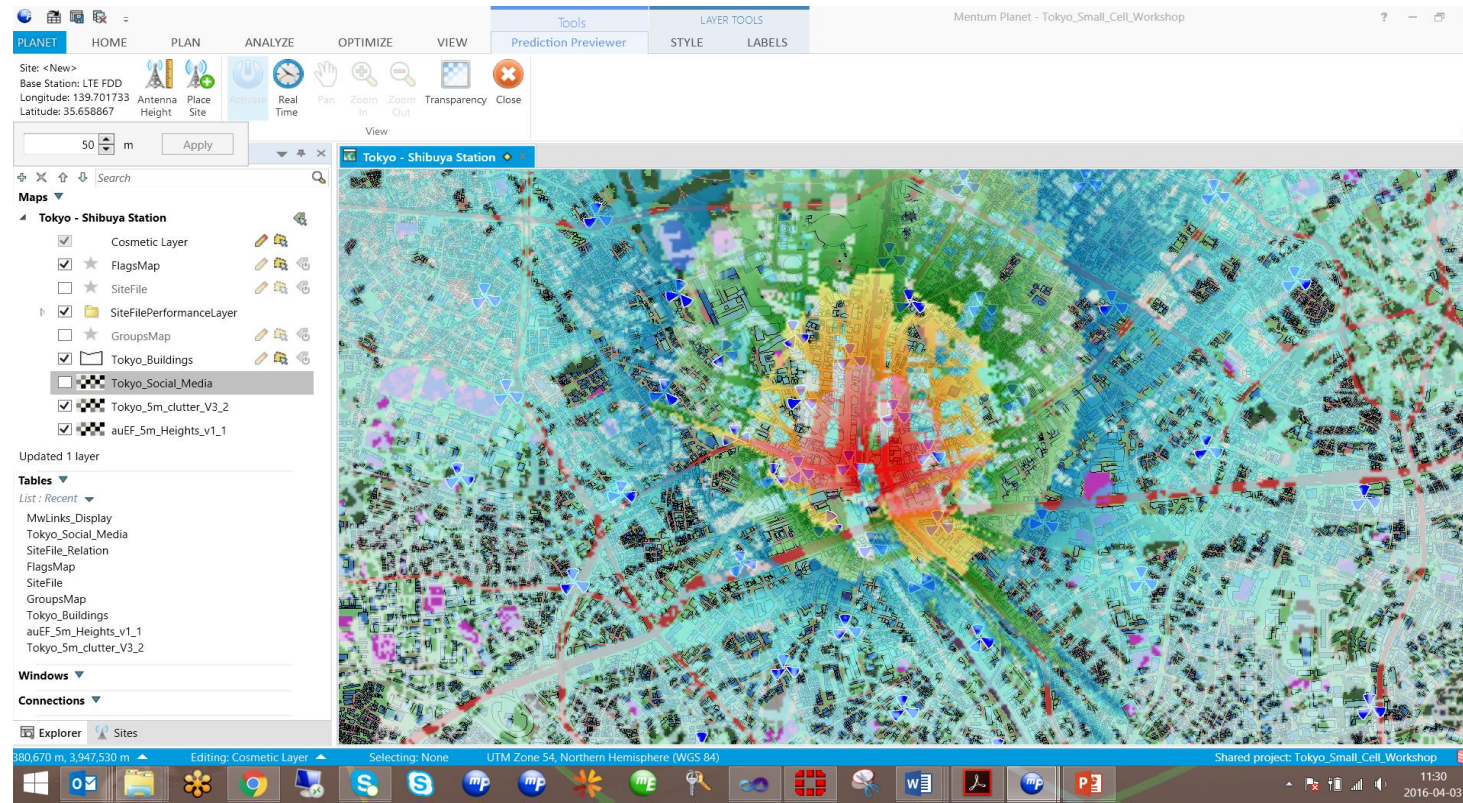 Tools
LAYER TOOLS
Mentum Planet - Tokyo_Small_Cell_Workshop
?
PLANET
HOME
PLAN
ANALYZE
OPTIMIZE
VIEW
Prediction Previewer
STYLE
LABELS
Site: <New>
Base Station: LTE FDD
Longitude: 139.701733
Latitude: 35.658867
Antenna Height
Place Site
Activate
Real Time
Pan
Zoom In
Zoom Out
Transparency
Close
View
50 m
Apply
Tokyo - Shibuya Station
Search
Maps
Tokyo - Shibuya Station
Cosmetic Layer
FlagsMap
SiteFile
SiteFilePerformanceLayer
GroupsMap
Tokyo_Buildings
Tokyo_Social_Media
Tokyo_5m_clutter_V3_2
auEF_5m_Heights_v1_1
Updated 1 layer
Tables
List : Recent
MwLinks_Display
Tokyo_Social_Media
SiteFile_Relation
FlagsMap
SiteFile
GroupsMap
Tokyo_Buildings
auEF_5m_Heights_v1_1
Tokyo_5m_clutter_V3_2
Windows
Connections
Explorer
Sites
380,670 m, 3,947,530 m
Editing: Cosmetic Layer
Selecting: None
UTM Zone 54, Northern Hemisphere (WGS 84)
Shared project: Tokyo_Small_Cell_Workshop
11:30
2016-04-03